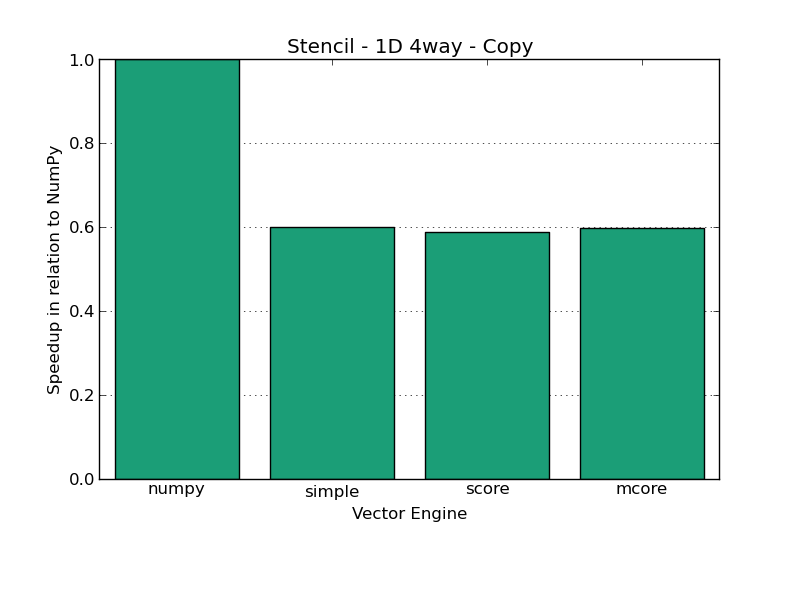 Stencil - 1D 4way - Copy
Speedup in relation to NumPy
1.0
0.8
0.6
0.4
0.2
0.0
numpy simple score mcore
Vector Engine